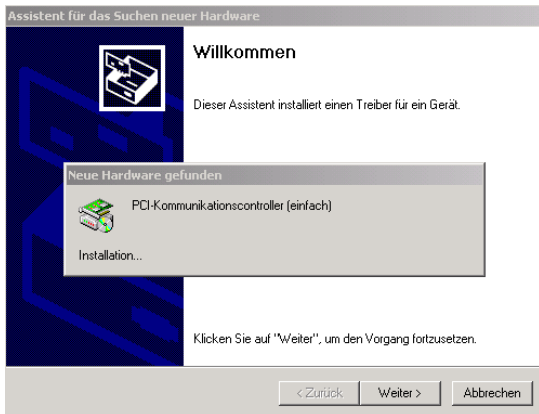 Assistent für das Suchen neuer Hardware
Willkommen
Dieser Assistent installiert einen Treiber für ein Gerät.
Neue Hardware gefunden
PCI-Kommunikationscontroller (einfach)
Installation...
Klicken Sie auf "Weiter", um den Vorgang fortzusetzen.
< Zurück
Weiter >
Abbrechen